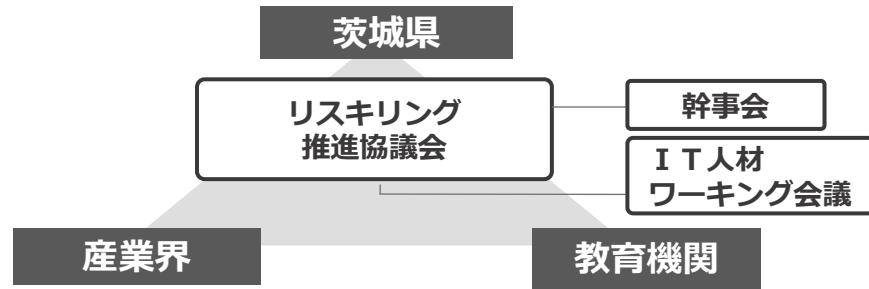 茨城県
リスキリング
推進協議会
幹事会
ＩＴ人材
ワーキング会議
産業界
教育機関